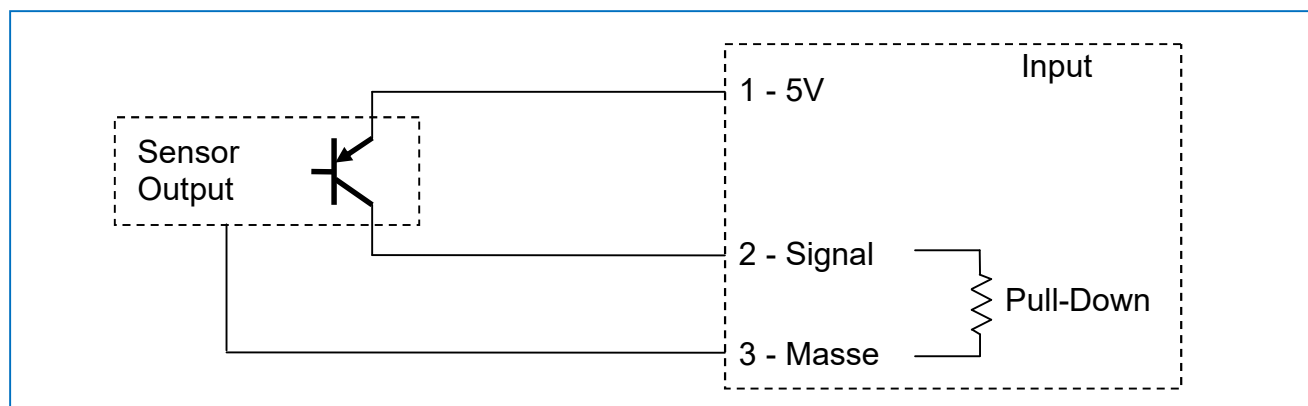 Input
1 - 5V
Sensor
Output
2 - Signal
Pull-Down
3 - Masse